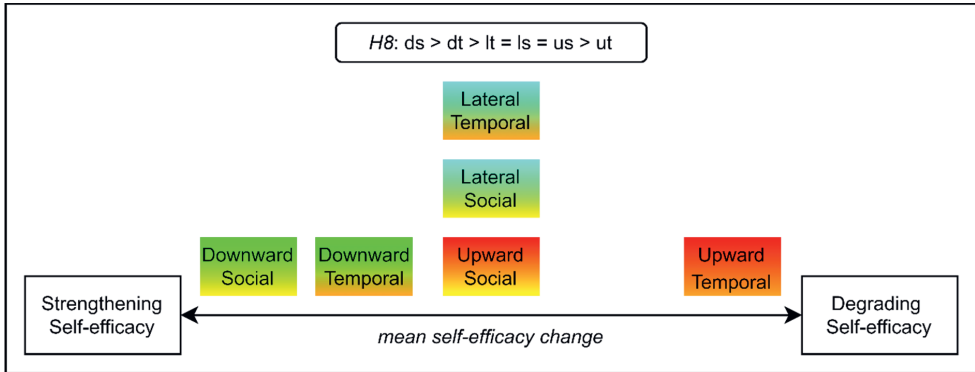 H8: ds > dt > lt = ls = us > ut
Lateral
Temporal
Lateral
Social
Downward
Social
Downward
Temporal
Upward
Social
Upward
Temporal
Strengthening
Self-efficacy
mean self-efficacy change
Degrading
Self-efficacy